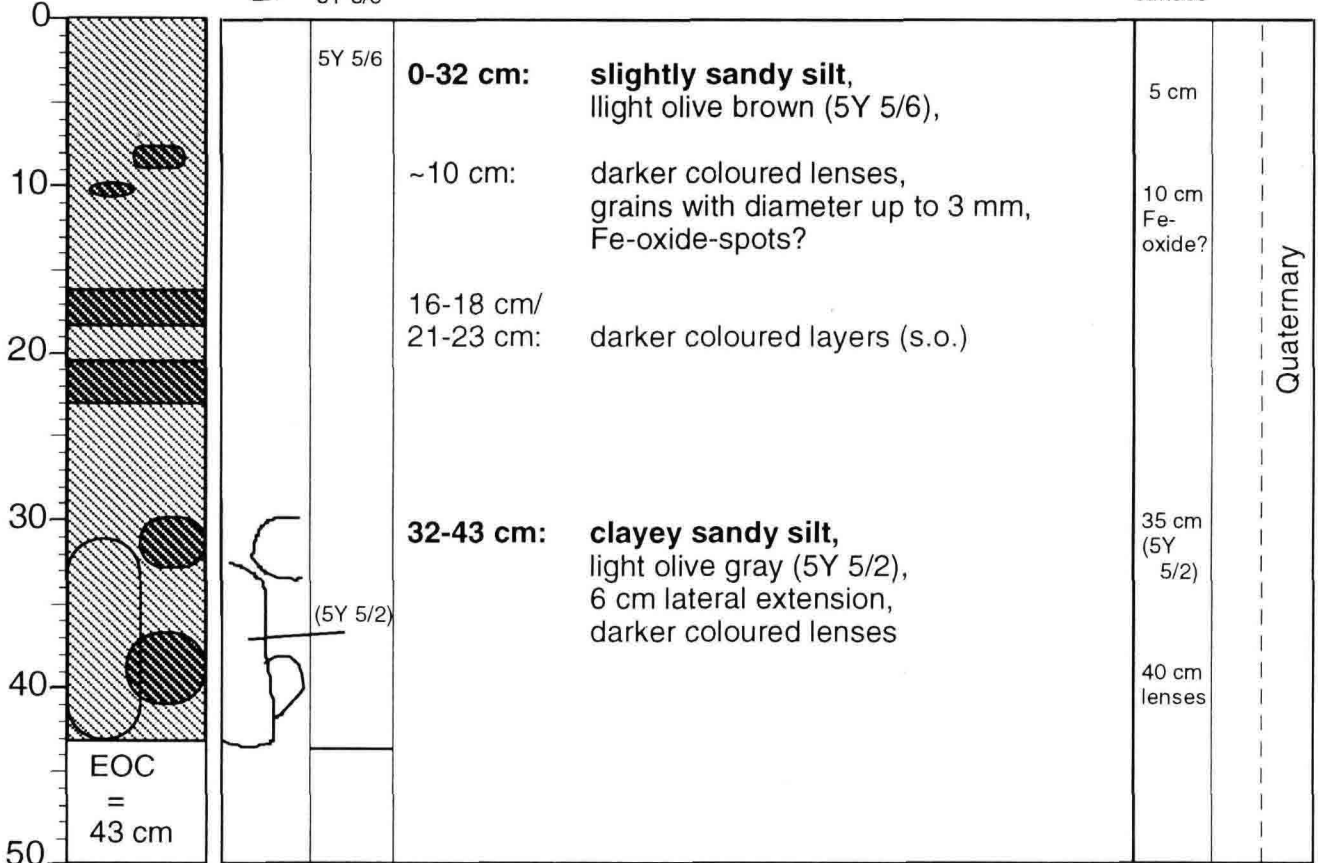 0
5Y 5/6
0-32 cm: slightly sandy silt,
llight olive brown (5Y 5/6),
5 cm
~10 cm: darker coloured lenses,
grains with diameter up to 3 mm,
Fe-oxide-spots?
10
10 cm
Fe-
oxide?
16-18 cm/
21-23 cm: darker coloured layers (s.o.)
20
Quaternary
30
32-43 cm: clayey sandy silt,
light olive gray (5Y 5/2),
6 cm lateral extension,
darker coloured lenses
35 cm
(5Y
5/2)
(5Y 5/2)
40
40 cm
lenses
EOC
=
43 cm
50